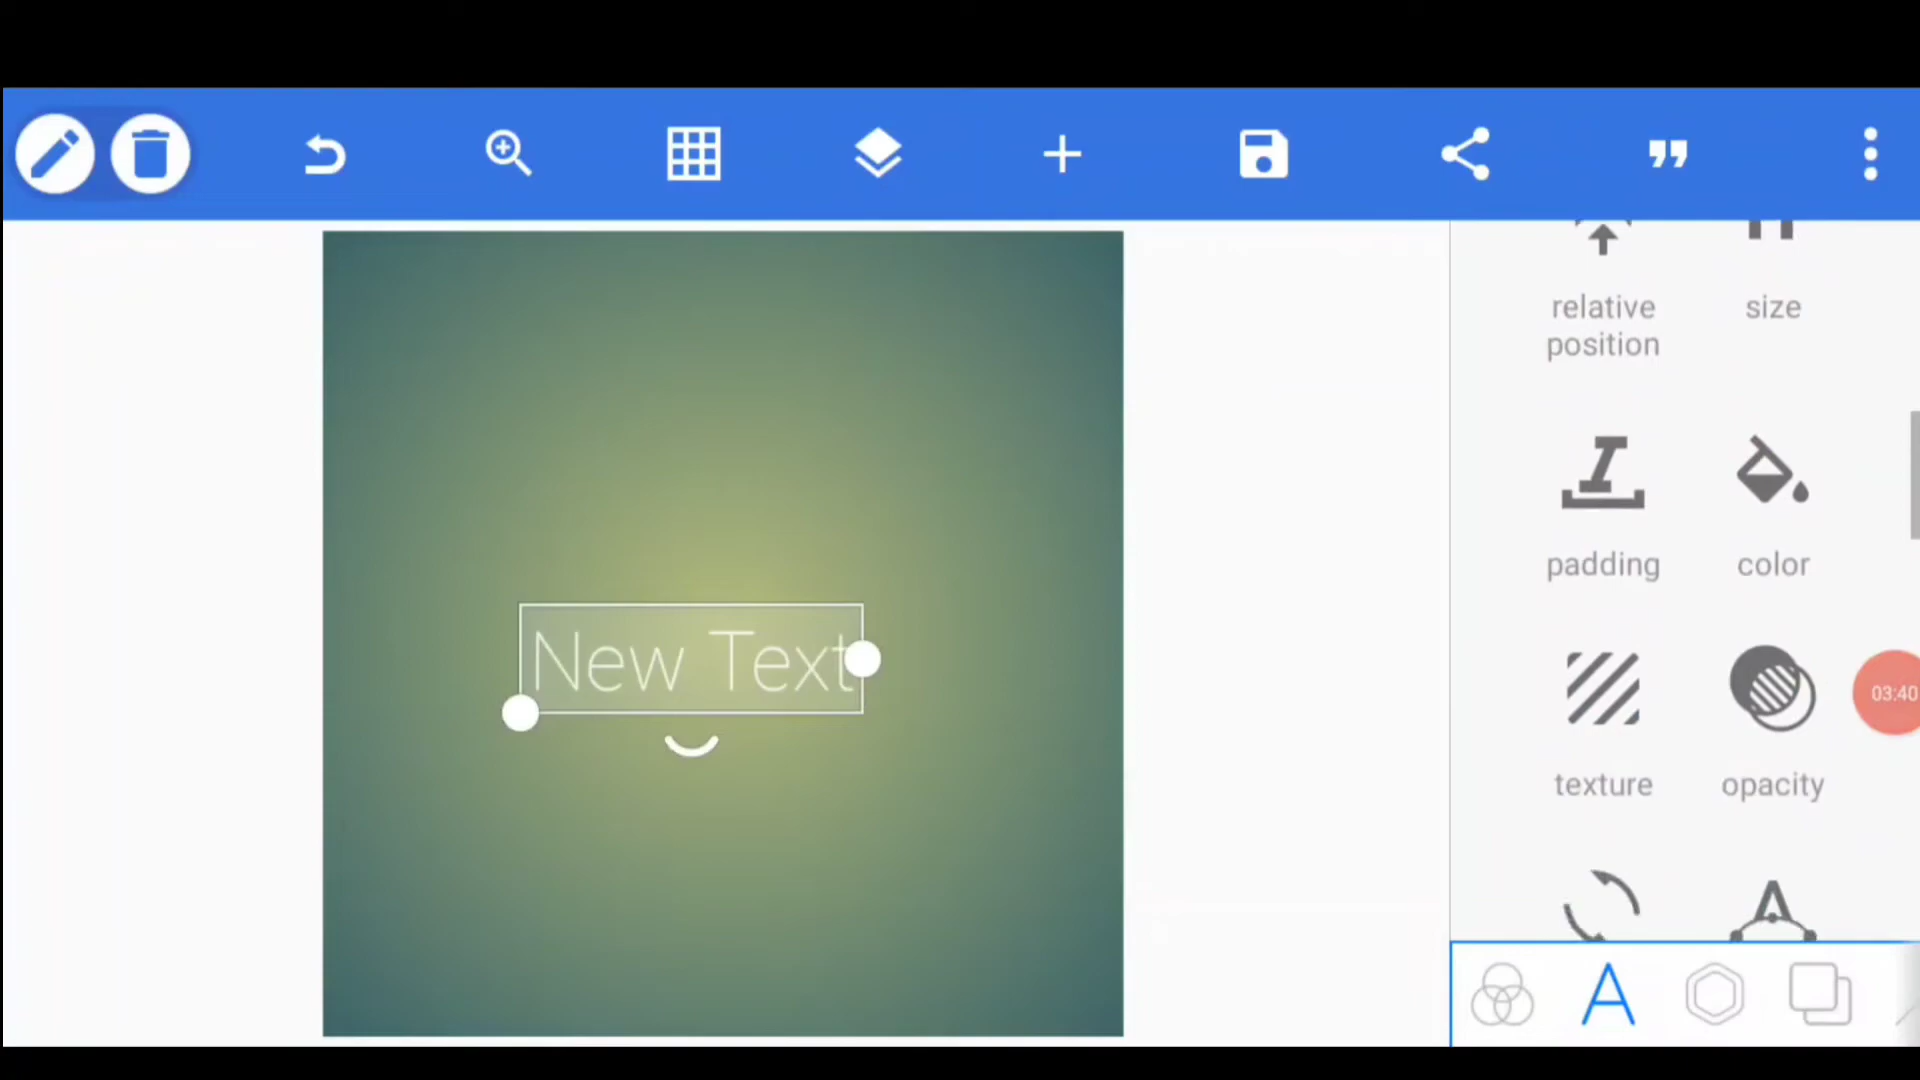 relative
position
size
New Text
padding
color
texture
opacity
03:40